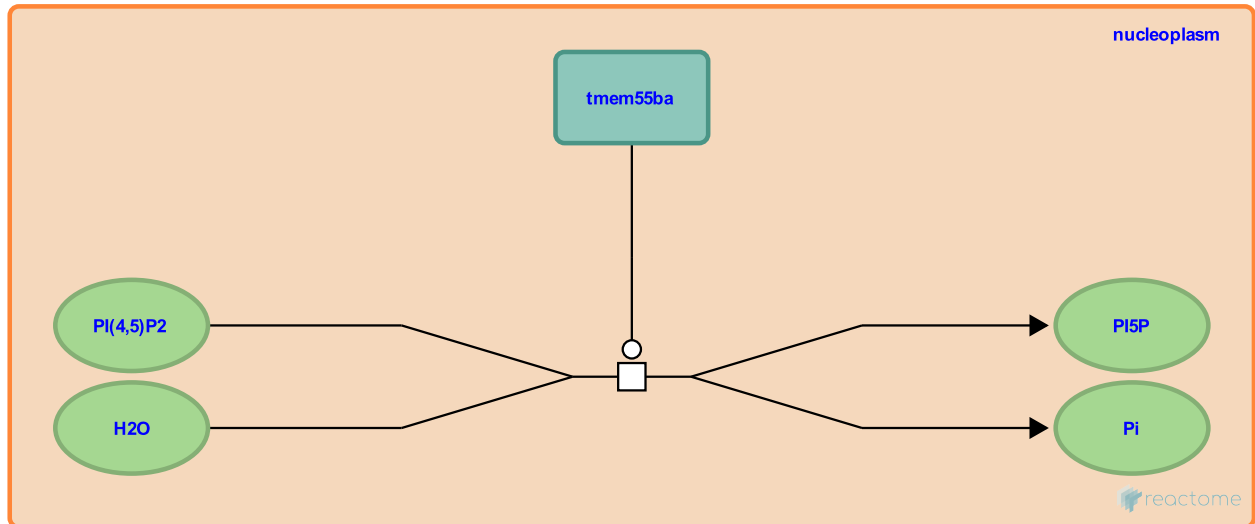 nucleoplasm
tmem55ba
PI(4,5)P2
PI5P
H2O
Pi
reactome